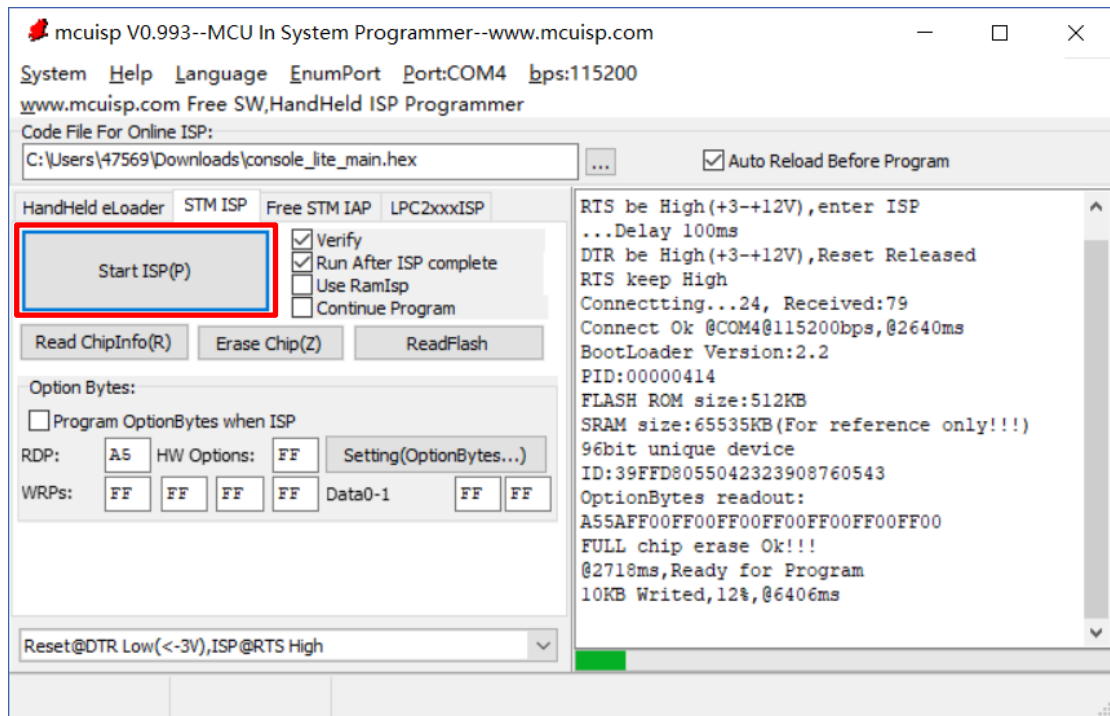 mcuisp V0.993--MCU In System Programmer--www.mcuisp.com
System Help Language EnumPort Port:COM4 bps:115200
www.mcuisp.com Free SW,HandHeld ISP Programmer
Code File For Online ISP:
C:\Users\47569\Downloads\console_lite_main.hex ... Auto Reload Before Program
HandHeld eLoader STM ISP Free STM IAP LPC2xxxISP
Start ISP(P)
Verify
Run After ISP complete
Use RamIsp
Continue Program
Read ChipInfo(R) Erase Chip(Z) ReadFlash
Option Bytes:
Program OptionBytes when ISP
RDP: A5 HW Options: FF Setting(OptionBytes...)
WRPs: FF FF FF FF Data0-1 FF FF
Reset@DTR Low(<-3V),ISP@RTS High
RTS be High(+3-+12V),enter ISP
...Delay 100ms
DTR be High(+3-+12V),Reset Released
RTS keep High
Connectting...24, Received:79
Connect Ok @COM4@115200bps,@2640ms
BootLoader Version:2.2
PID:00000414
FLASH ROM size:512KB
SRAM size:65535KB(For reference only!!!)
96bit unique device
ID:39FFD8055042323908760543
OptionBytes readout:
A55AFF00FF00FF00FF00FF00FF00FF00
FULL chip erase Ok!!!
@2718ms,Ready for Program
10KB Writed,12%,@6406ms